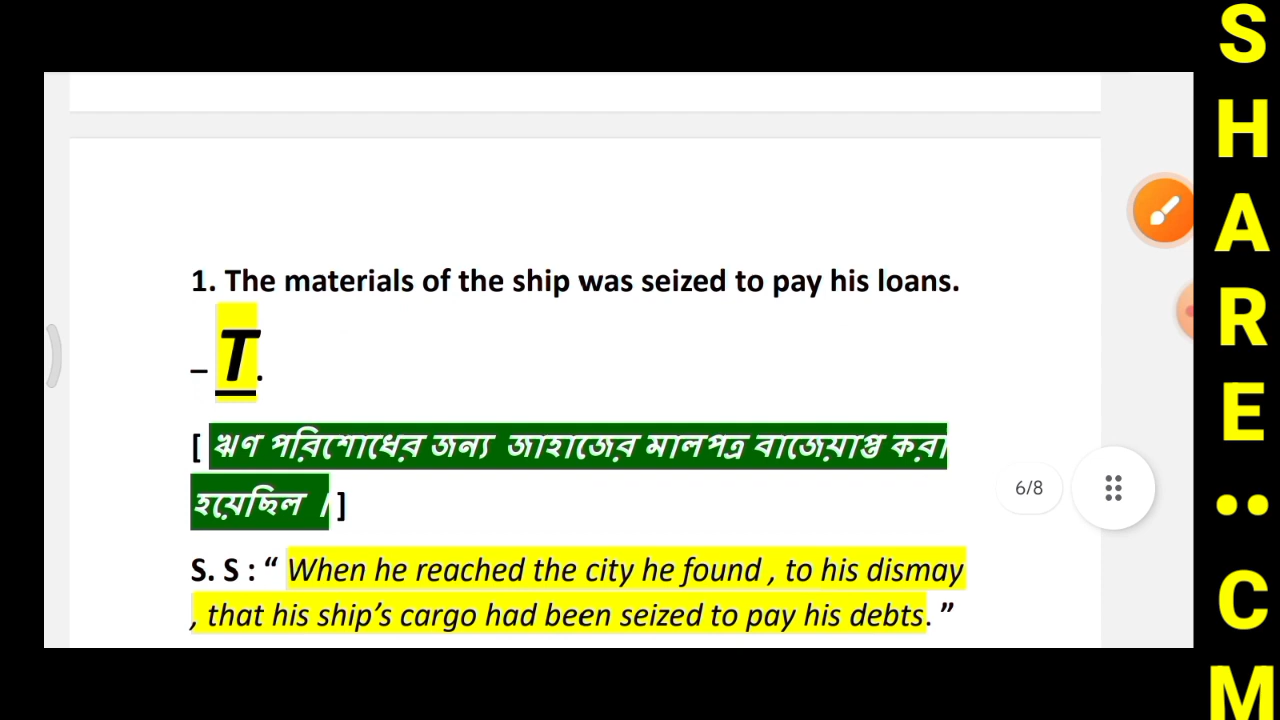 1. The materials of the ship was seized to pay his loans.
– T.
[ ঋণ পরিশোধের জন্য জাহাজের মালপত্র বাজেয়াপ্ত করা
হয়েছিল । ]
S. S : “ When he reached the city he found , to his dismay
, that his ship’s cargo had been seized to pay his debts. ”
6/8
S
H
A
R
E
..
C
M